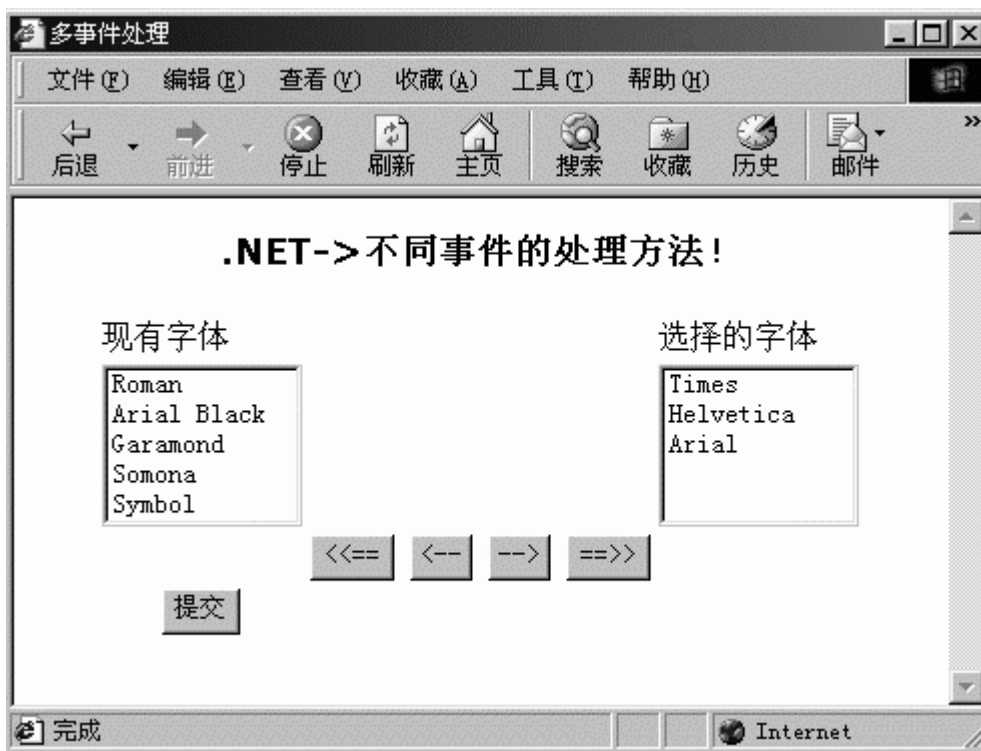 多事件处理
文件(F) 编辑(E) 查看(V) 收藏(A) 工具(T) 帮助(H)
后退 前进 停止 刷新 主页 搜索 收藏 历史 邮件 »
.NET->不同事件的处理方法!
现有字体 选择的字体
Roman Times
Arial Black Helvetica
Garamond Arial
Somona
Symbol
<<== <-- --> ==>>
提交
完成 Internet